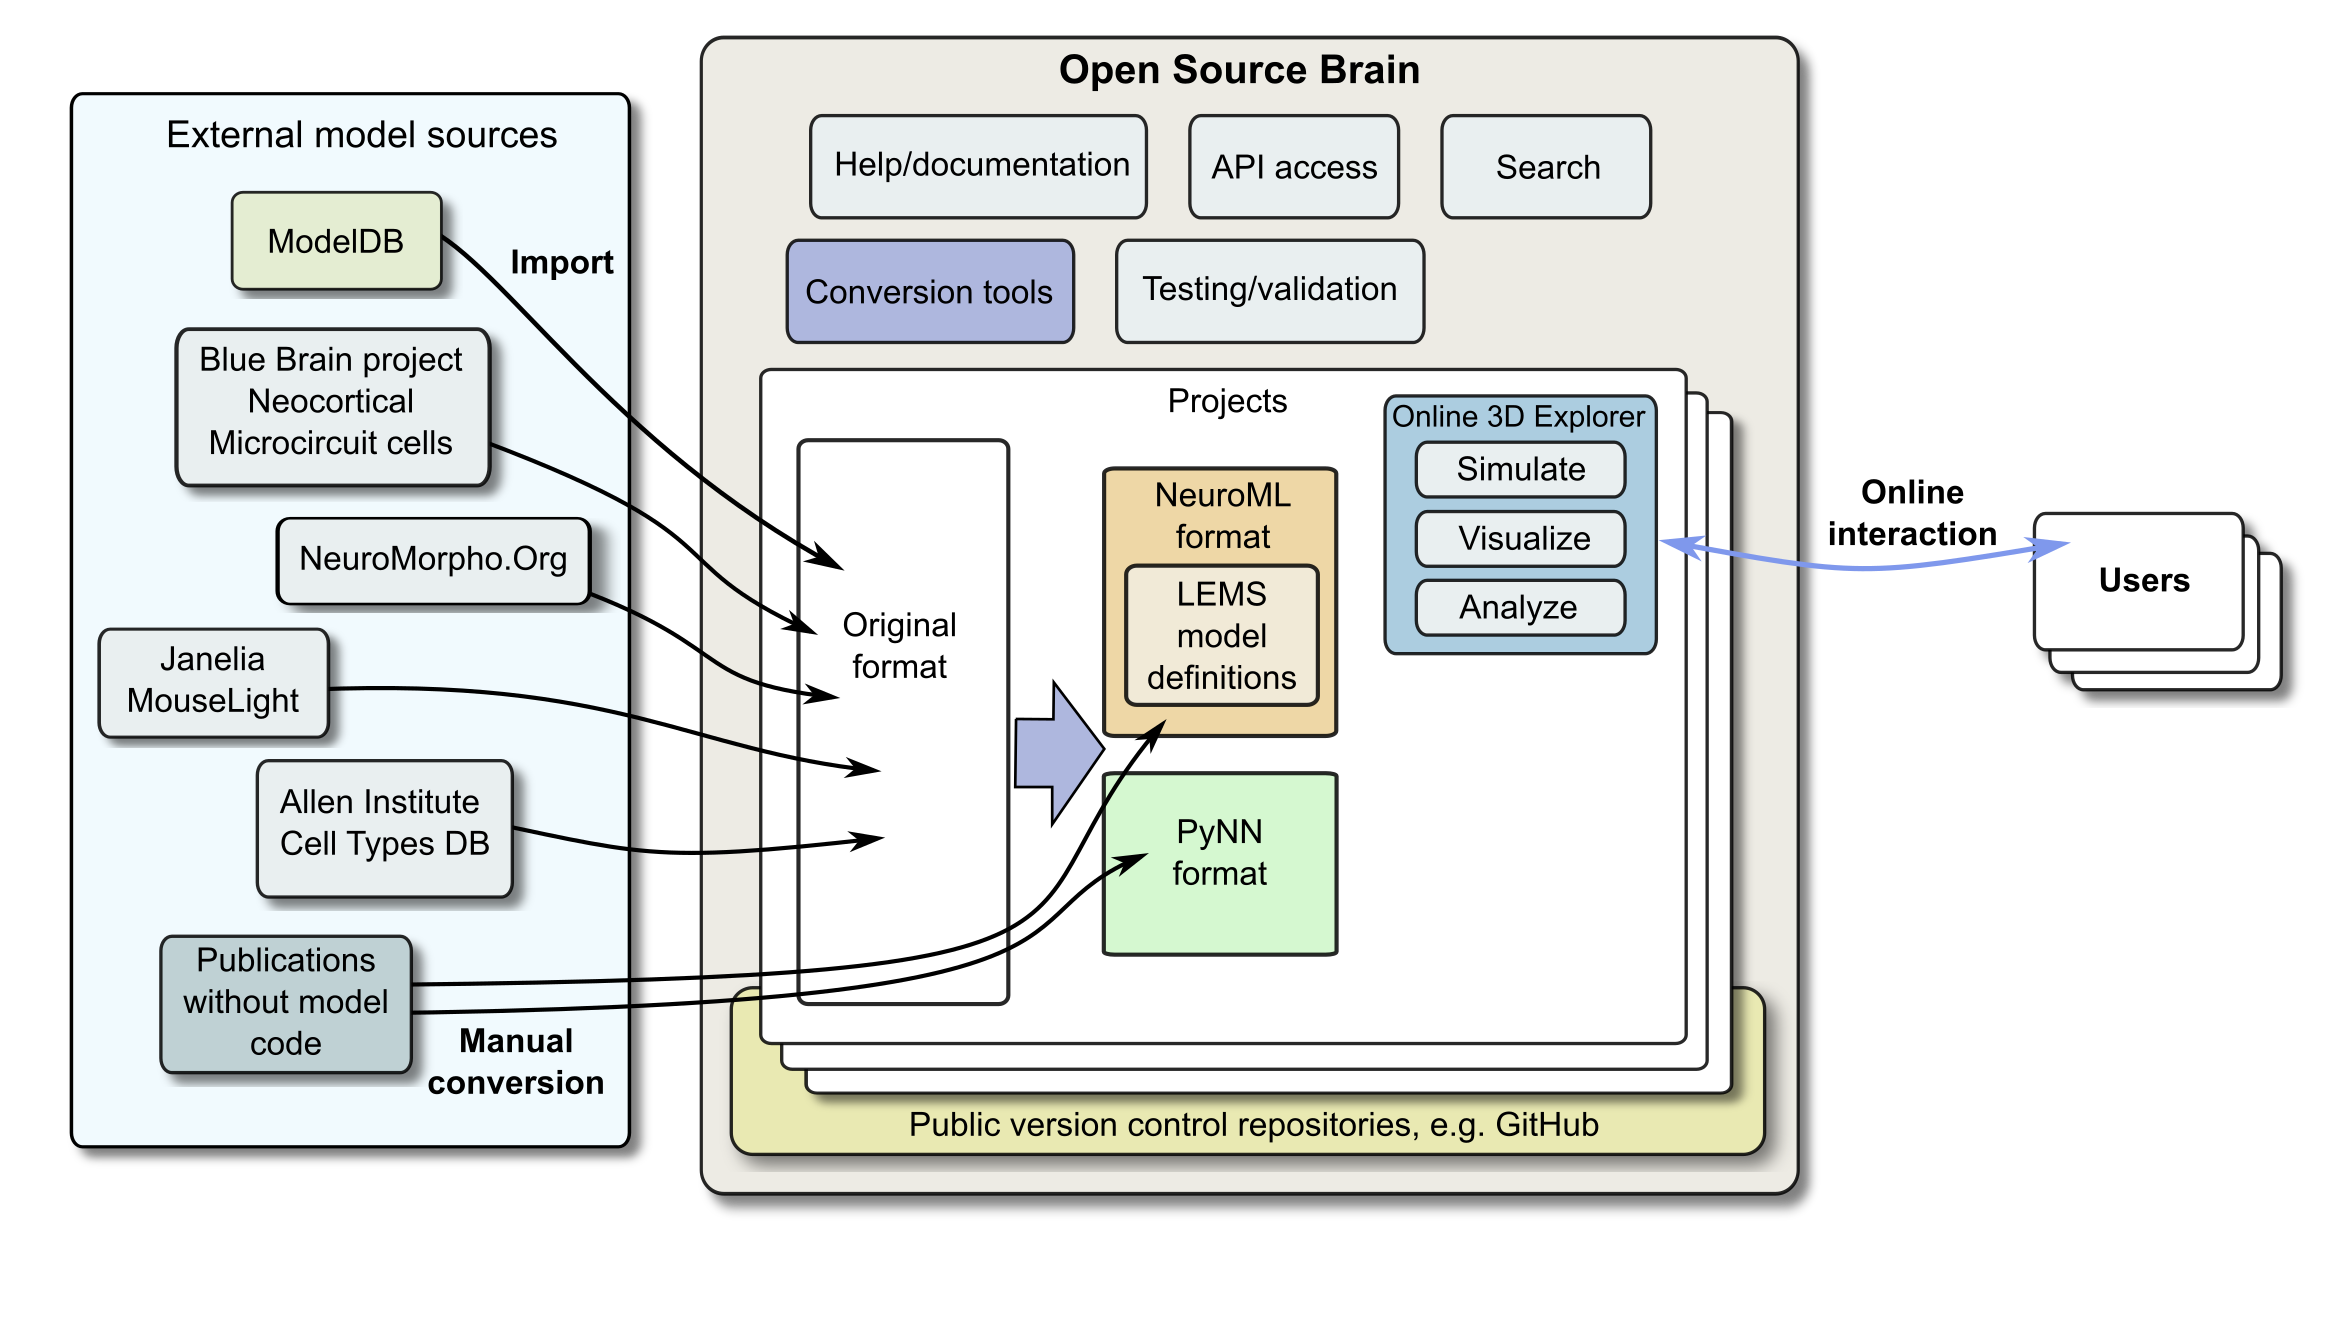 Open Source Brain
External model sources
Help/documentation
API access
Search
ModelDB
Import
Conversion tools
Testing/validation
Blue Brain project
Neocortical
Microcircuit cells
Projects
Online 3D Explorer
Simulate
Visualize
Analyze
NeuroML
format
LEMS
model
definitions
Online
interaction
Users
NeuroMorpho.Org
Original
format
Janelia
MouseLight
Allen Institute
Cell Types DB
PyNN
format
Publications
without model
code
Manual
conversion
Public version control repositories, e.g. GitHub